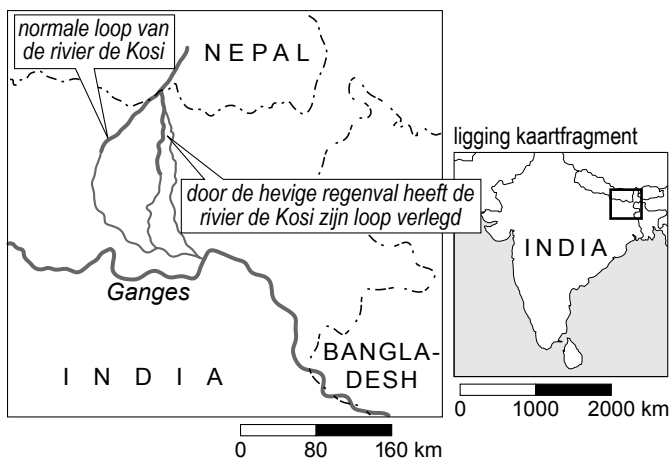 normale loop van
de rivier de Kosi
NEPAL
door de hevige regenval heeft de
rivier de Kosi zijn loop verlegd
Ganges
INDIA
BANGLA-
DESH
0 80 160 km
ligging kaartfragment
INDIA
0 1000 2000 km